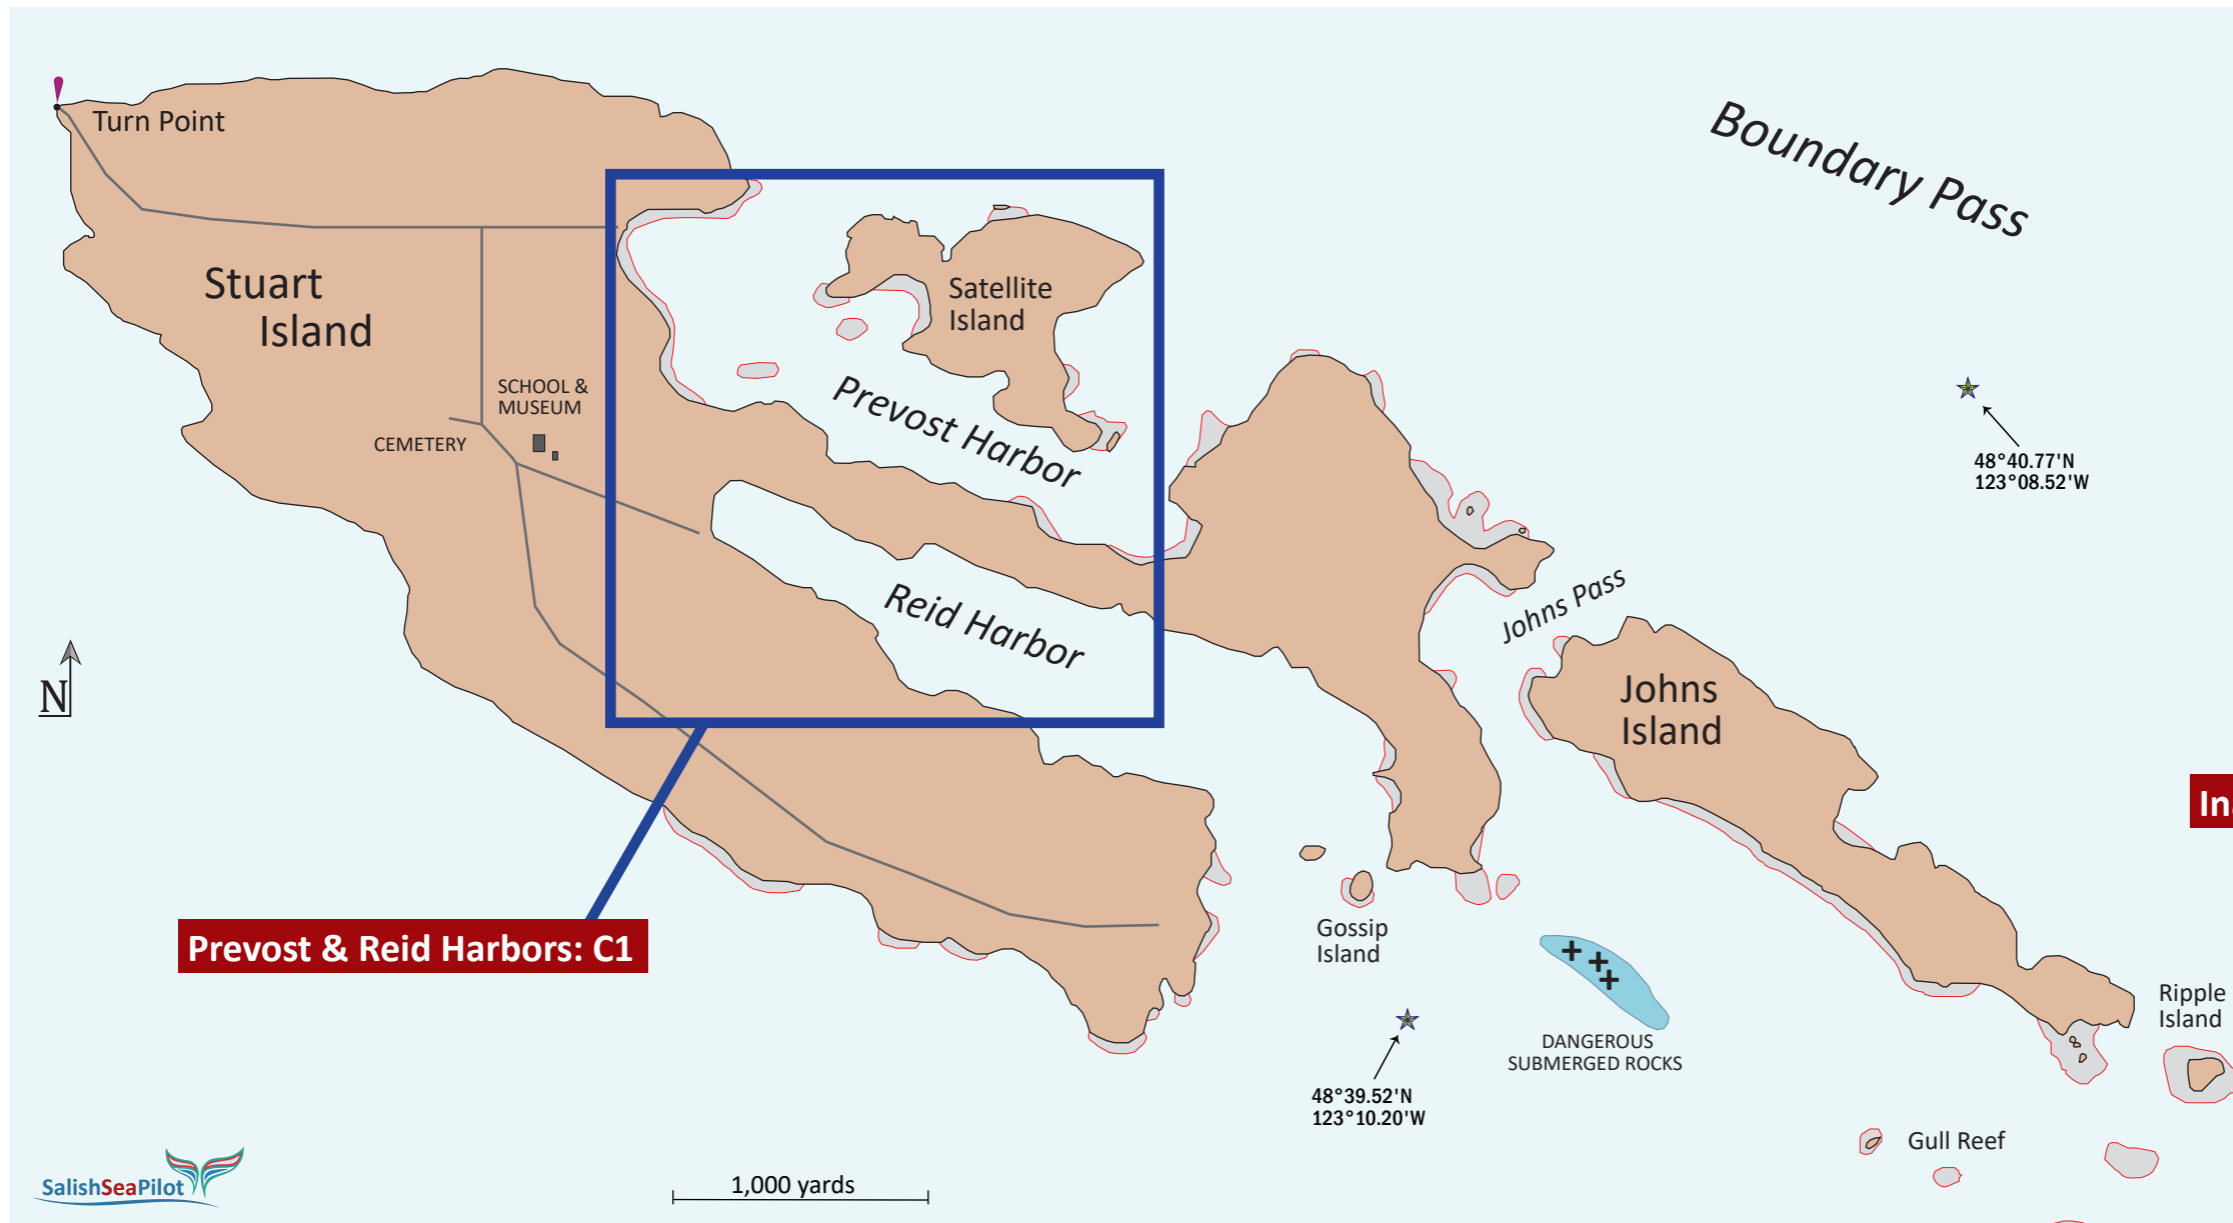 Turn Point
Boundary Pass
Stuart
Island
Satellite
Island
SCHOOL &
MUSEUM
CEMETERY
Prevost Harbor
48°40.77'N
123°08.52'W
Reid Harbor
Johns Pass
N
Johns
Island
Prevost & Reid Harbors: C1
Gossip
Island
Ripple
Island
DANGEROUS
SUBMERGED ROCKS
48°39.52'N
123°10.20'W
Gull Reef
SalishSeaPilot
1,000 yards